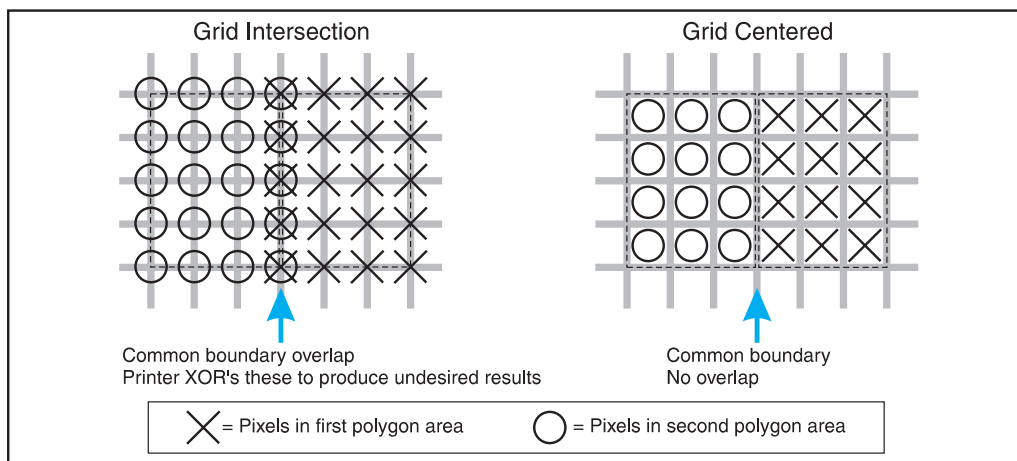 Grid Intersection
Grid Centered
Common boundary overlap
Printer XOR's these to produce undesired results
Common boundary
No overlap
= Pixels in first polygon area
= Pixels in second polygon area